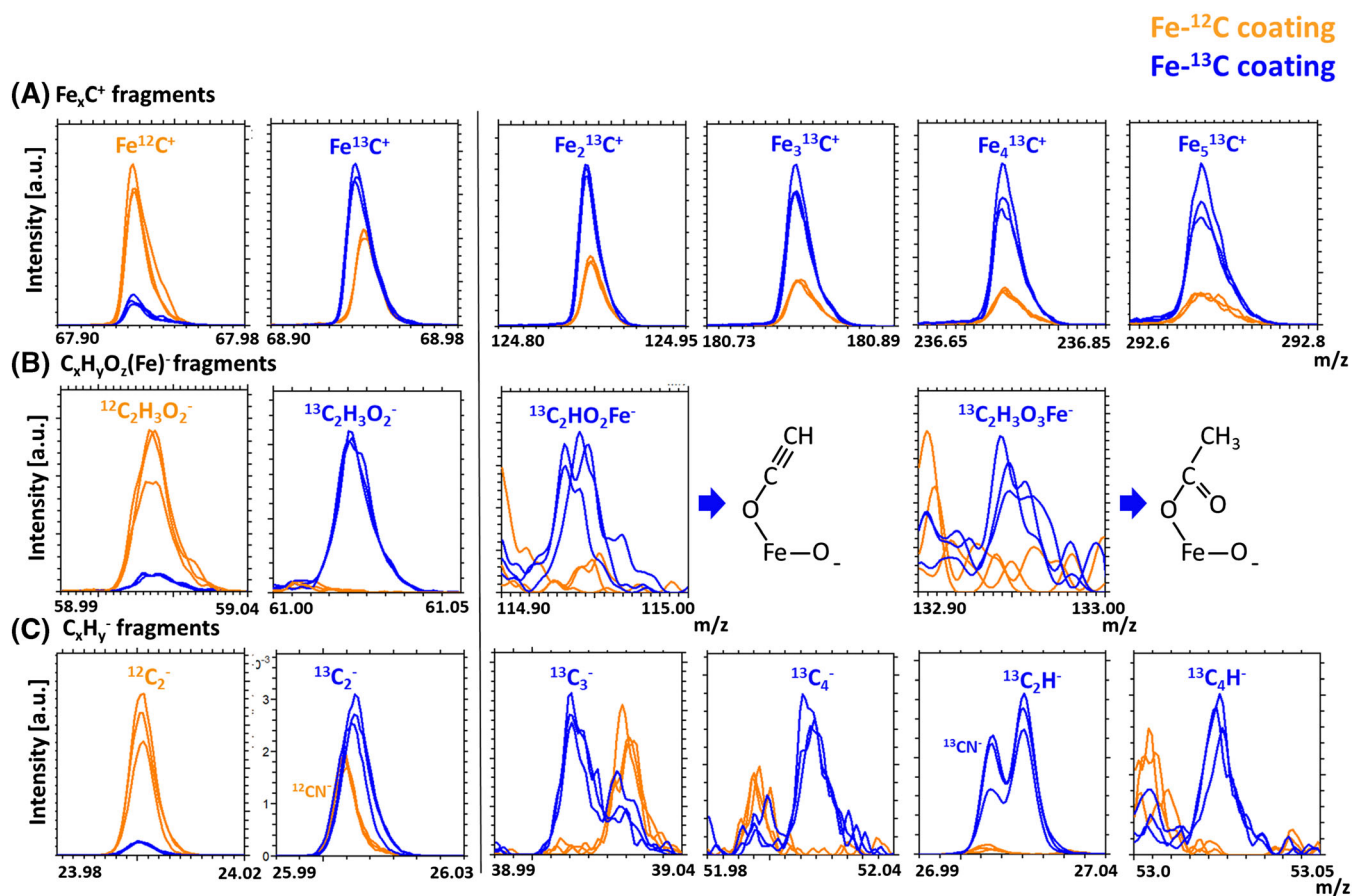 Fe-¹²C coating
Fe-¹³C coating
(A) FeₓC⁺ fragments
Intensity [a.u.]
Fe¹²C⁺
Fe¹³C⁺
Fe₂¹³C⁺
Fe₃¹³C⁺
Fe₄¹³C⁺
Fe₅¹³C⁺
67.90 67.98 68.90 68.98 124.80 124.95 180.73 180.89 236.65 236.85 292.6 292.8
m/z
(B) CₓHᵧO_z(Fe)⁻ fragments
Intensity [a.u.]
¹²C₂H₃O₂⁻
¹³C₂H₃O₂⁻
¹³C₂HO₂Fe⁻
¹³C₂H₃O₃Fe⁻
CH
C
O
Fe–O -
CH₃
C
O
O
Fe–O -
58.99 59.04 61.00 61.05 114.90 115.00 132.90 133.00
m/z m/z
(C) CₓHᵧ⁻ fragments
Intensity [a.u.]
¹²C₂⁻
¹³C₂⁻
¹³C₃⁻
¹³C₄⁻
¹³C₂H⁻
¹³C₄H⁻
3
2
1
0
¹²CN⁻
¹³CN⁻
23.98 24.02 25.99 26.03 38.99 39.04 51.98 52.04 26.99 27.04 53.0 53.05
m/z